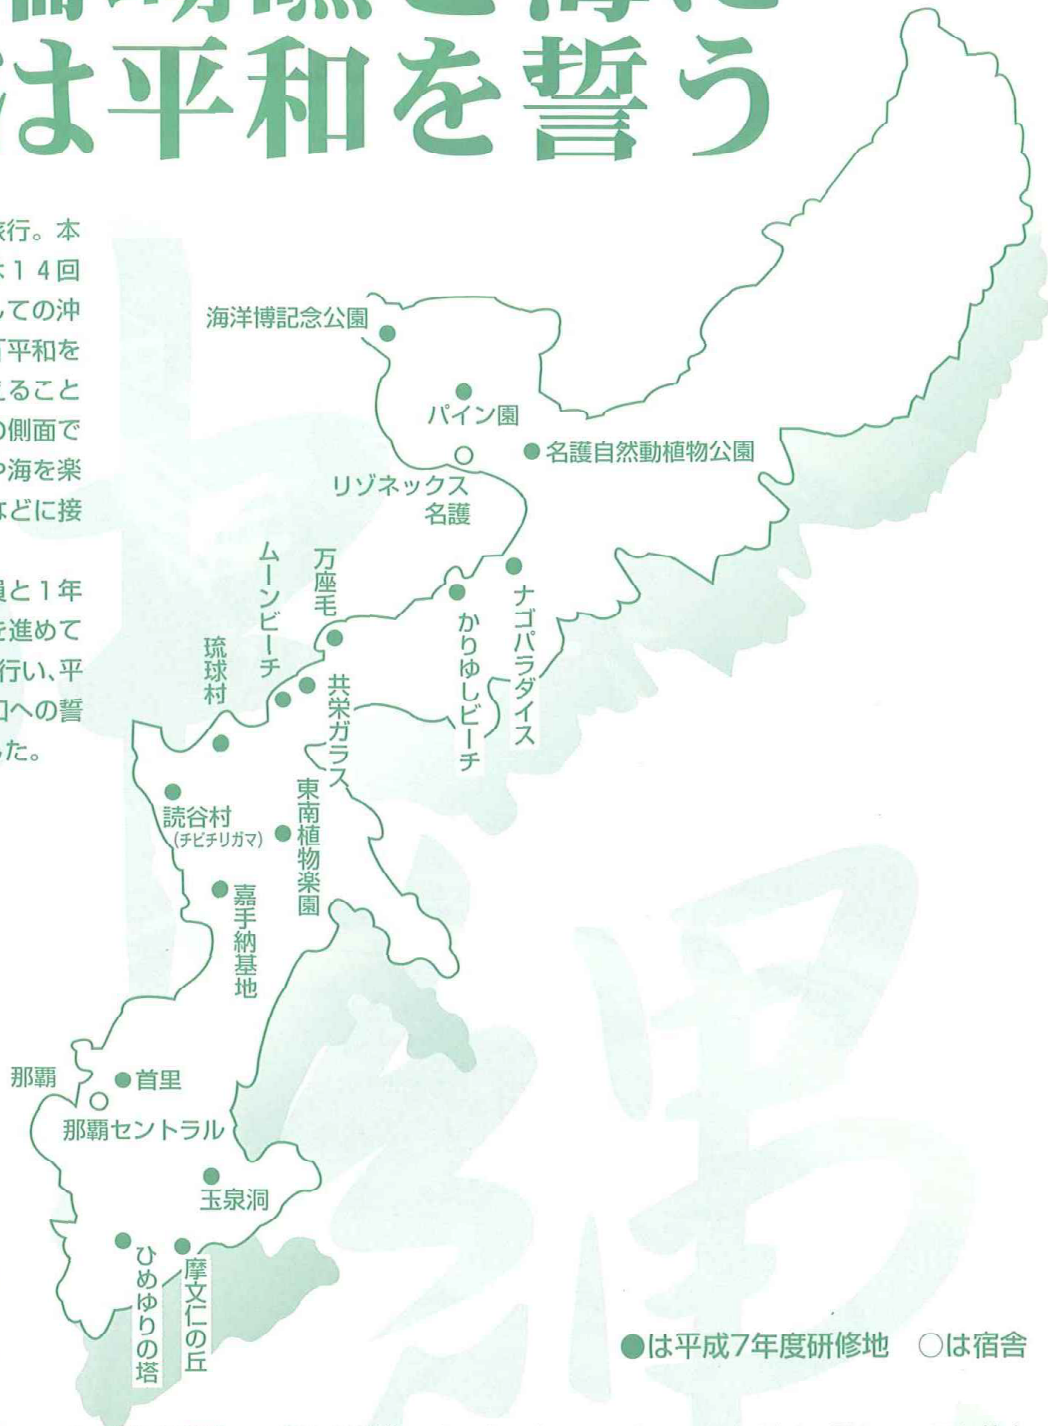 は平和を誓う
旅行。本
は１４回
しての沖
「平和を
えること
の側面で
や海を楽
などに接
員と１年
を進めて
行い、平
和への誓
した。
海洋博記念公園
パイン園
名護自然動植物公園
リゾネックス
名護
ムーンビーチ
万座毛
琉球村
共栄ガラス
かりゆしビーチ
ナゴパラダイス
読谷村
(チビチリガマ)
東南植物楽園
嘉手納基地
那覇
首里
那覇セントラル
玉泉洞
ひめゆりの塔
摩文仁の丘
●は平成7年度研修地　○は宿舎